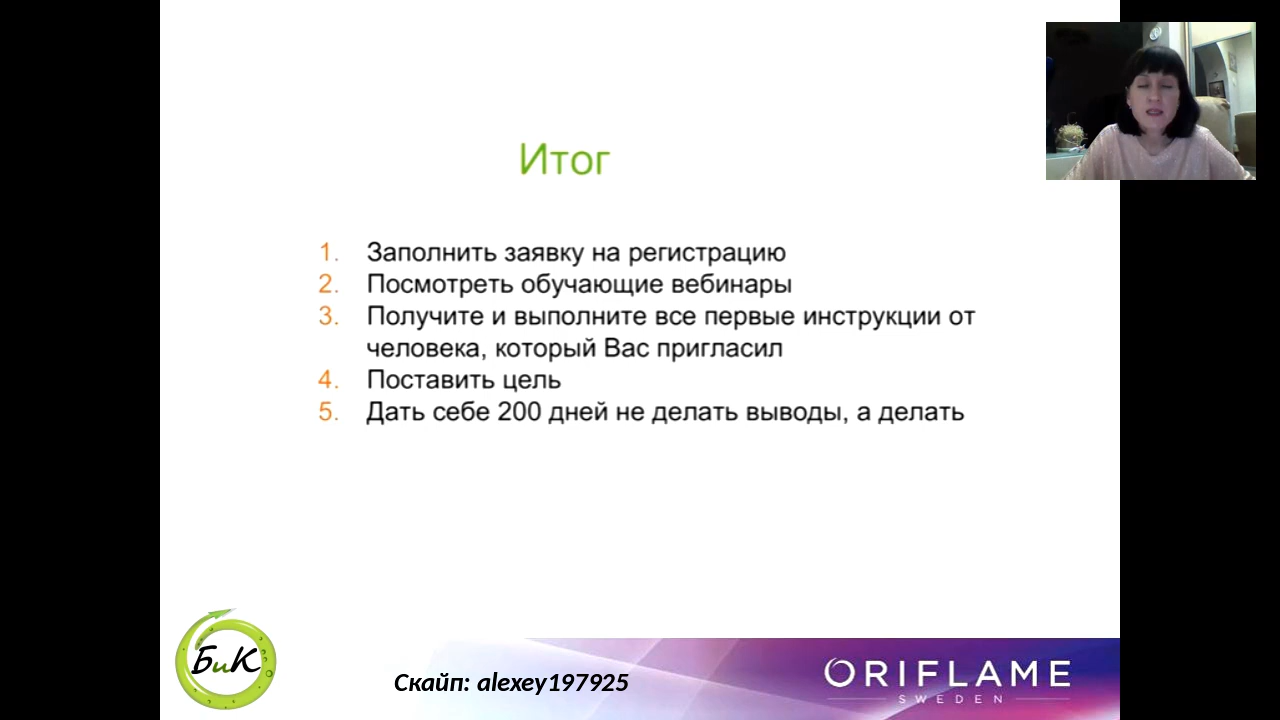 Итог
1. Заполнить заявку на регистрацию
2. Посмотреть обучающие вебинары
3. Получите и выполните все первые инструкции от
человека, который Вас пригласил
4. Поставить цель
5. Дать себе 200 дней не делать выводы, а делать
БиК
Скайп: alexey197925
ORIFLAME
SWEDEN